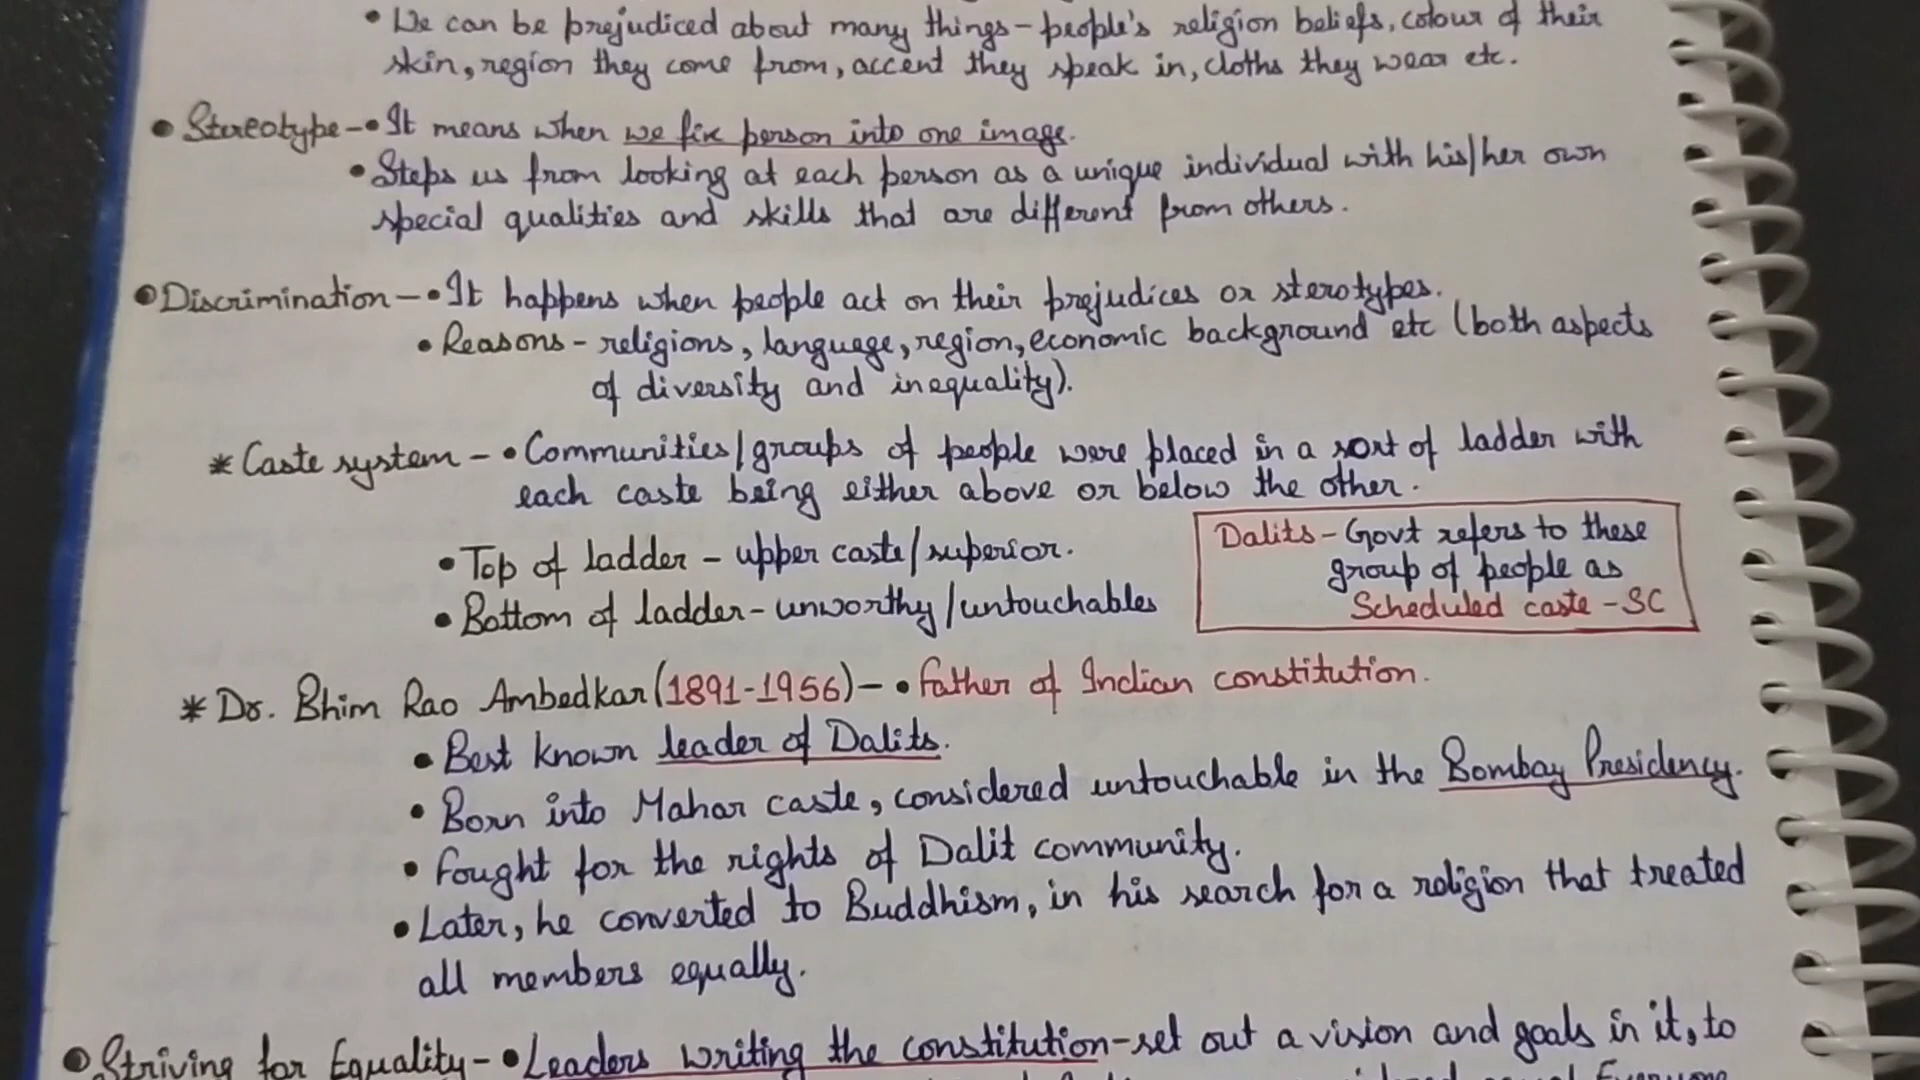 • We can be prejudiced about many things - people's religion beliefs, colour of their
skin, region they come from, accent they speak in, cloths they wear etc.
• Stereotype - • It means when we fix person into one image.
• Stops us from looking at each person as a unique individual with his/her own
special qualities and skills that are different from others.
• Discrimination - • It happens when people act on their prejudices or sterotypes.
• Reasons - religions, language, region, economic background etc (both aspects
of diversity and inequality).
* Caste system - • Communities/groups of people were placed in a sort of ladder with
each caste being either above or below the other.
• Top of ladder - upper caste/superior.
• Bottom of ladder - unworthy/untouchables
Dalits - Govt refers to these
group of people as
Scheduled caste - SC
* Dr. Bhim Rao Ambedkar (1891-1956) - • Father of Indian constitution.
• Best known leader of Dalits.
• Born into Mahar caste, considered untouchable in the Bombay Presidency.
• Fought for the rights of Dalit community.
• Later, he converted to Buddhism, in his search for a religion that treated
all members equally.
• Striving for Equality - • Leaders writing the constitution - set out a vision and goals in it, to
equal Everyone